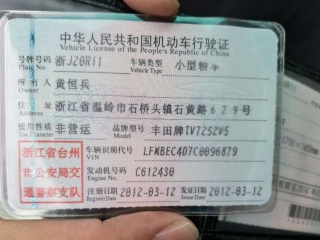 中华人民共和国机动车行驶证
Vehicle License of the People's Republic of China
号牌号码 浙J20R11 车辆类型 小型轿车
Plate No. Vehicle Type
所有人 黄恒兵
Owner
住址 浙江省温岭市石桥头镇石黄路629号
Address
使用性质 非营运 品牌型号 丰田牌TV7252V5
Use Character Model
浙江省台州
市公安局交
通警察支队
车辆识别代号 LFMBEC4D7C0096879
VIN
发动机号码 C612430
Engine No.
注册日期 2012-03-12 发证日期 2012-03-12
Register Date Issue Date